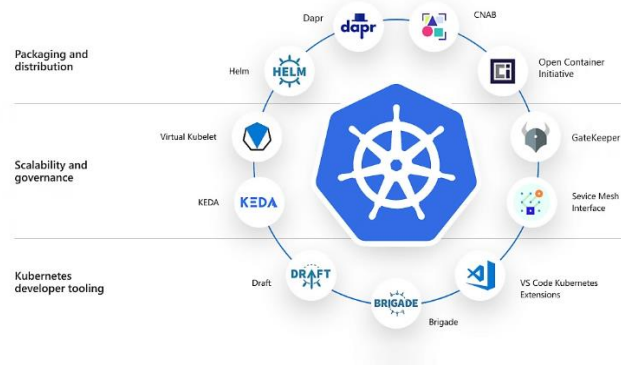 Dapr
dapr
CNAB
Packaging and
distribution
Helm
HELM
Open Container
Initiative
Virtual Kubelet
GateKeeper
Scalability and
governance
KEDA
KEDA
Sevice Mesh
Interface
Kubernetes
developer tooling
Draft
DRAFT
VS Code Kubernetes
Extensions
BRIGADE
Brigade